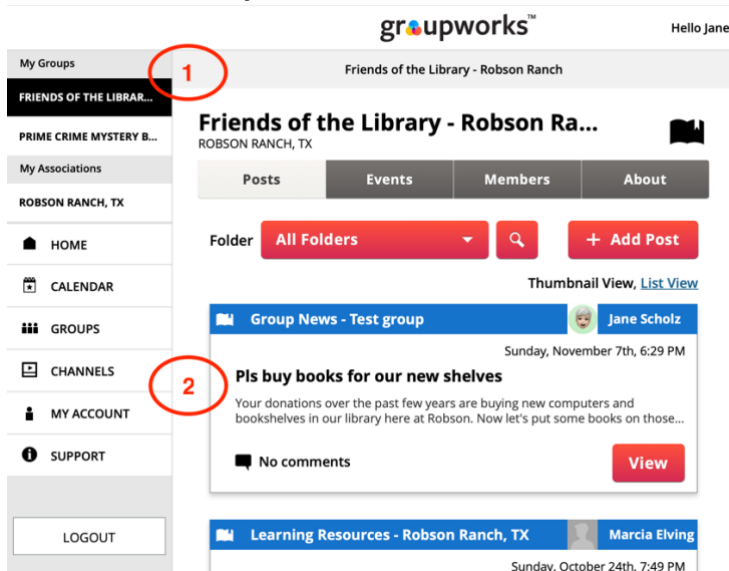 groupworks™
Hello Jane
My Groups
1
Friends of the Library - Robson Ranch
FRIENDS OF THE LIBRAR...
Friends of the Library - Robson Ra...
PRIME CRIME MYSTERY B...
ROBSON RANCH, TX
My Associations
Posts
Events
Members
About
ROBSON RANCH, TX
HOME
Folder
All Folders
+ Add Post
CALENDAR
Thumbnail View, List View
GROUPS
Group News - Test group
Jane Scholz
Sunday, November 7th, 6:29 PM
CHANNELS
2
Pls buy books for our new shelves
Your donations over the past few years are buying new computers and
bookshelves in our library here at Robson. Now let's put some books on those...
MY ACCOUNT
SUPPORT
No comments
View
LOGOUT
Learning Resources - Robson Ranch, TX
Marcia Elving
Sunday, October 24th, 7:49 PM